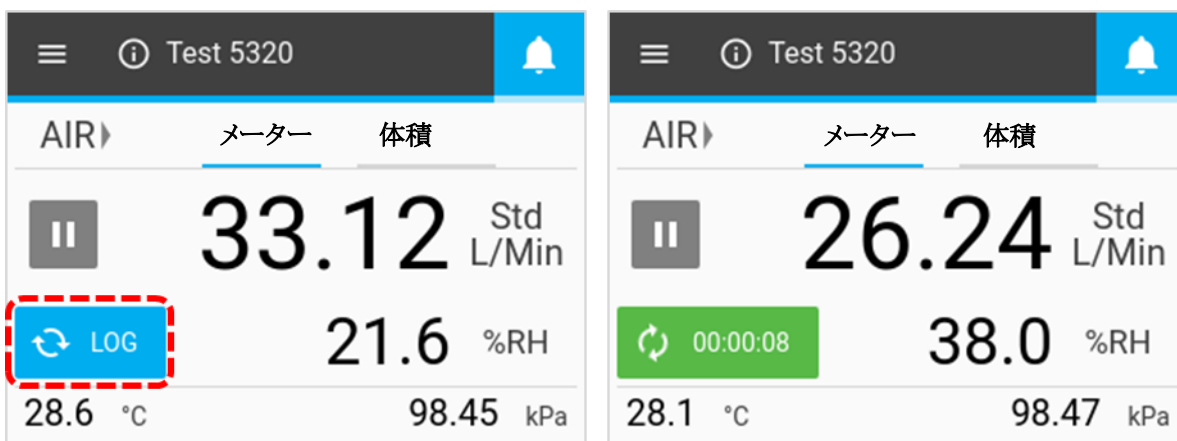 Test 5320
AIR メーター 体積
33.12 Std L/Min
LOG 21.6 %RH
28.6 °C 98.45 kPa
Test 5320
AIR メーター 体積
26.24 Std L/Min
00:00:08 38.0 %RH
28.1 °C 98.47 kPa